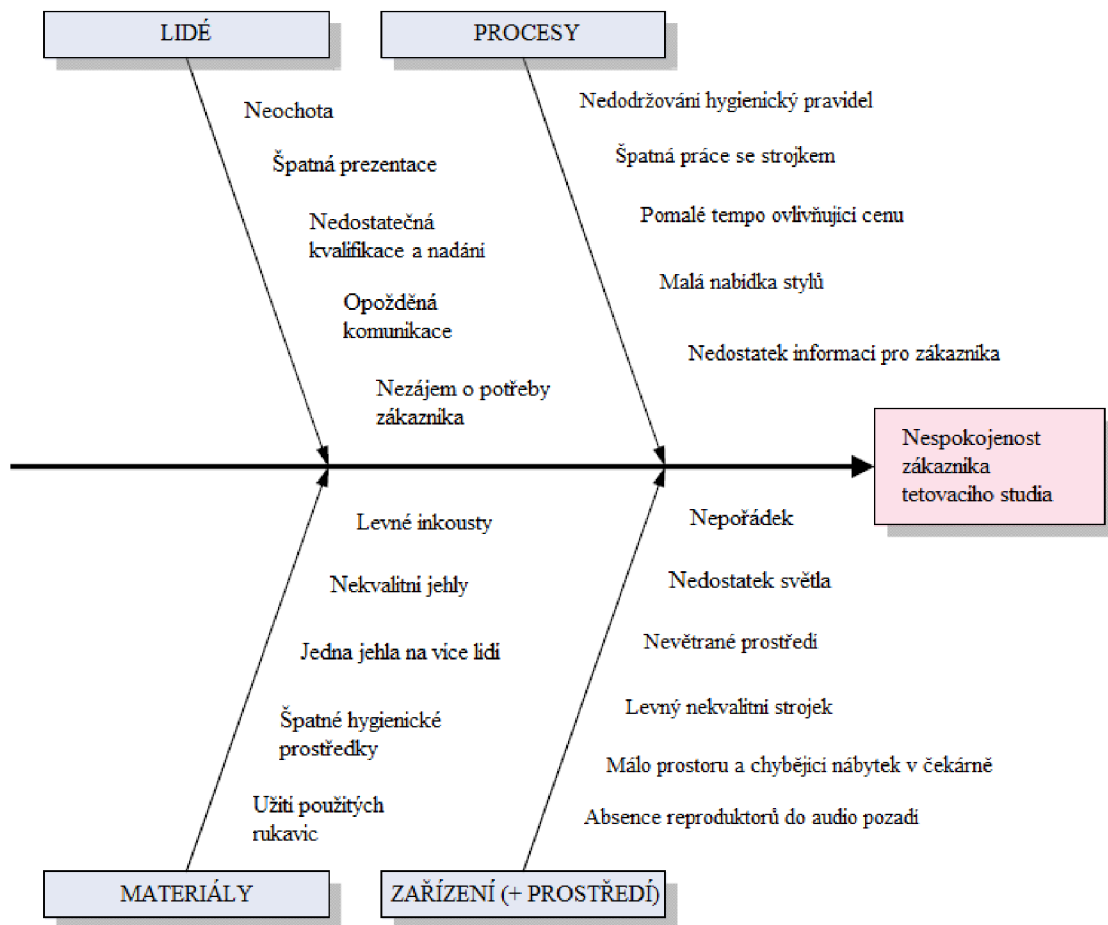 LIDÉ
PROCESY
Neochota
Špatná prezentace
Nedostatečná
kvalifikace a nadání
Opožděná
komunikace
Nezájem o potřeby
zákazníka
Nedodržování hygienický pravidel
Špatná práce se strojkem
Pomalé tempo ovlivňující cenu
Malá nabídka stylů
Nedostatek informací pro zákazníka
Nespokojenost
zákazníka
tetovacího studia
Levné inkousty
Nekvalitní jehly
Jedna jehla na více lidí
Špatné hygienické
prostředky
Užití použitých
rukavic
Nepořádek
Nedostatek světla
Nevětrané prostředí
Levný nekvalitní strojek
Málo prostoru a chybějící nábytek v čekárně
Absence reproduktorů do audio pozadí
MATERIÁLY
ZAŘÍZENÍ (+ PROSTŘEDÍ)